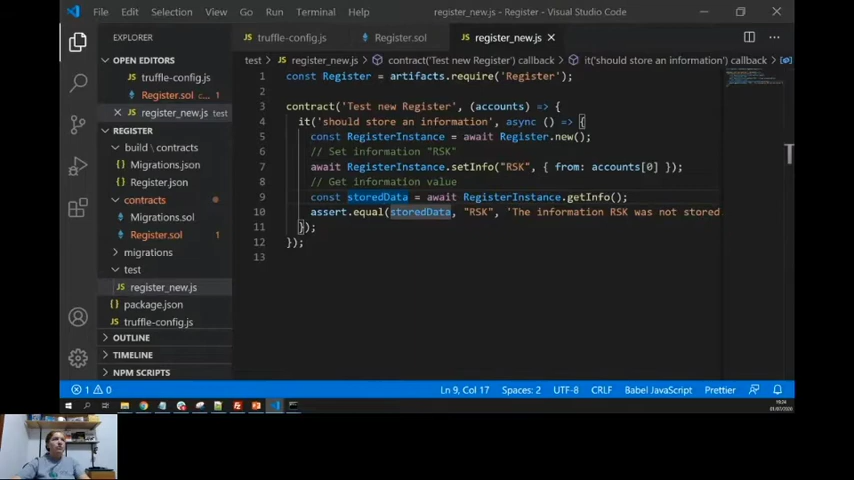 File Edit Selection View Go Run Terminal Help register_new.js - Register - Visual Studio Code
EXPLORER
truffle-config.js Register.sol register_new.js
test > register_new.js > contract('Test new Register') callback > it('should store an information') callback
OPEN EDITORS
truffle-config.js
Register.sol c... 1
register_new.js test
REGISTER
build \ contracts
Migrations.json
Register.json
contracts
Migrations.sol
Register.sol 1
migrations
test
register_new.js
package.json
truffle-config.js
OUTLINE
TIMELINE
NPM SCRIPTS
1 const Register = artifacts.require('Register');
2
3 contract('Test new Register', (accounts) => {
4 it('should store an information', async () => {
5 const RegisterInstance = await Register.new();
6 // Set information "RSK"
7 await RegisterInstance.setInfo("RSK", { from: accounts[0] });
8 // Get information value
9 const storedData = await RegisterInstance.getInfo();
10 assert.equal(storedData, "RSK", 'The information RSK was not stored
11 });
12 });
13
1 0 Ln 9, Col 17 Spaces: 2 UTF-8 CRLF Babel JavaScript Prettier